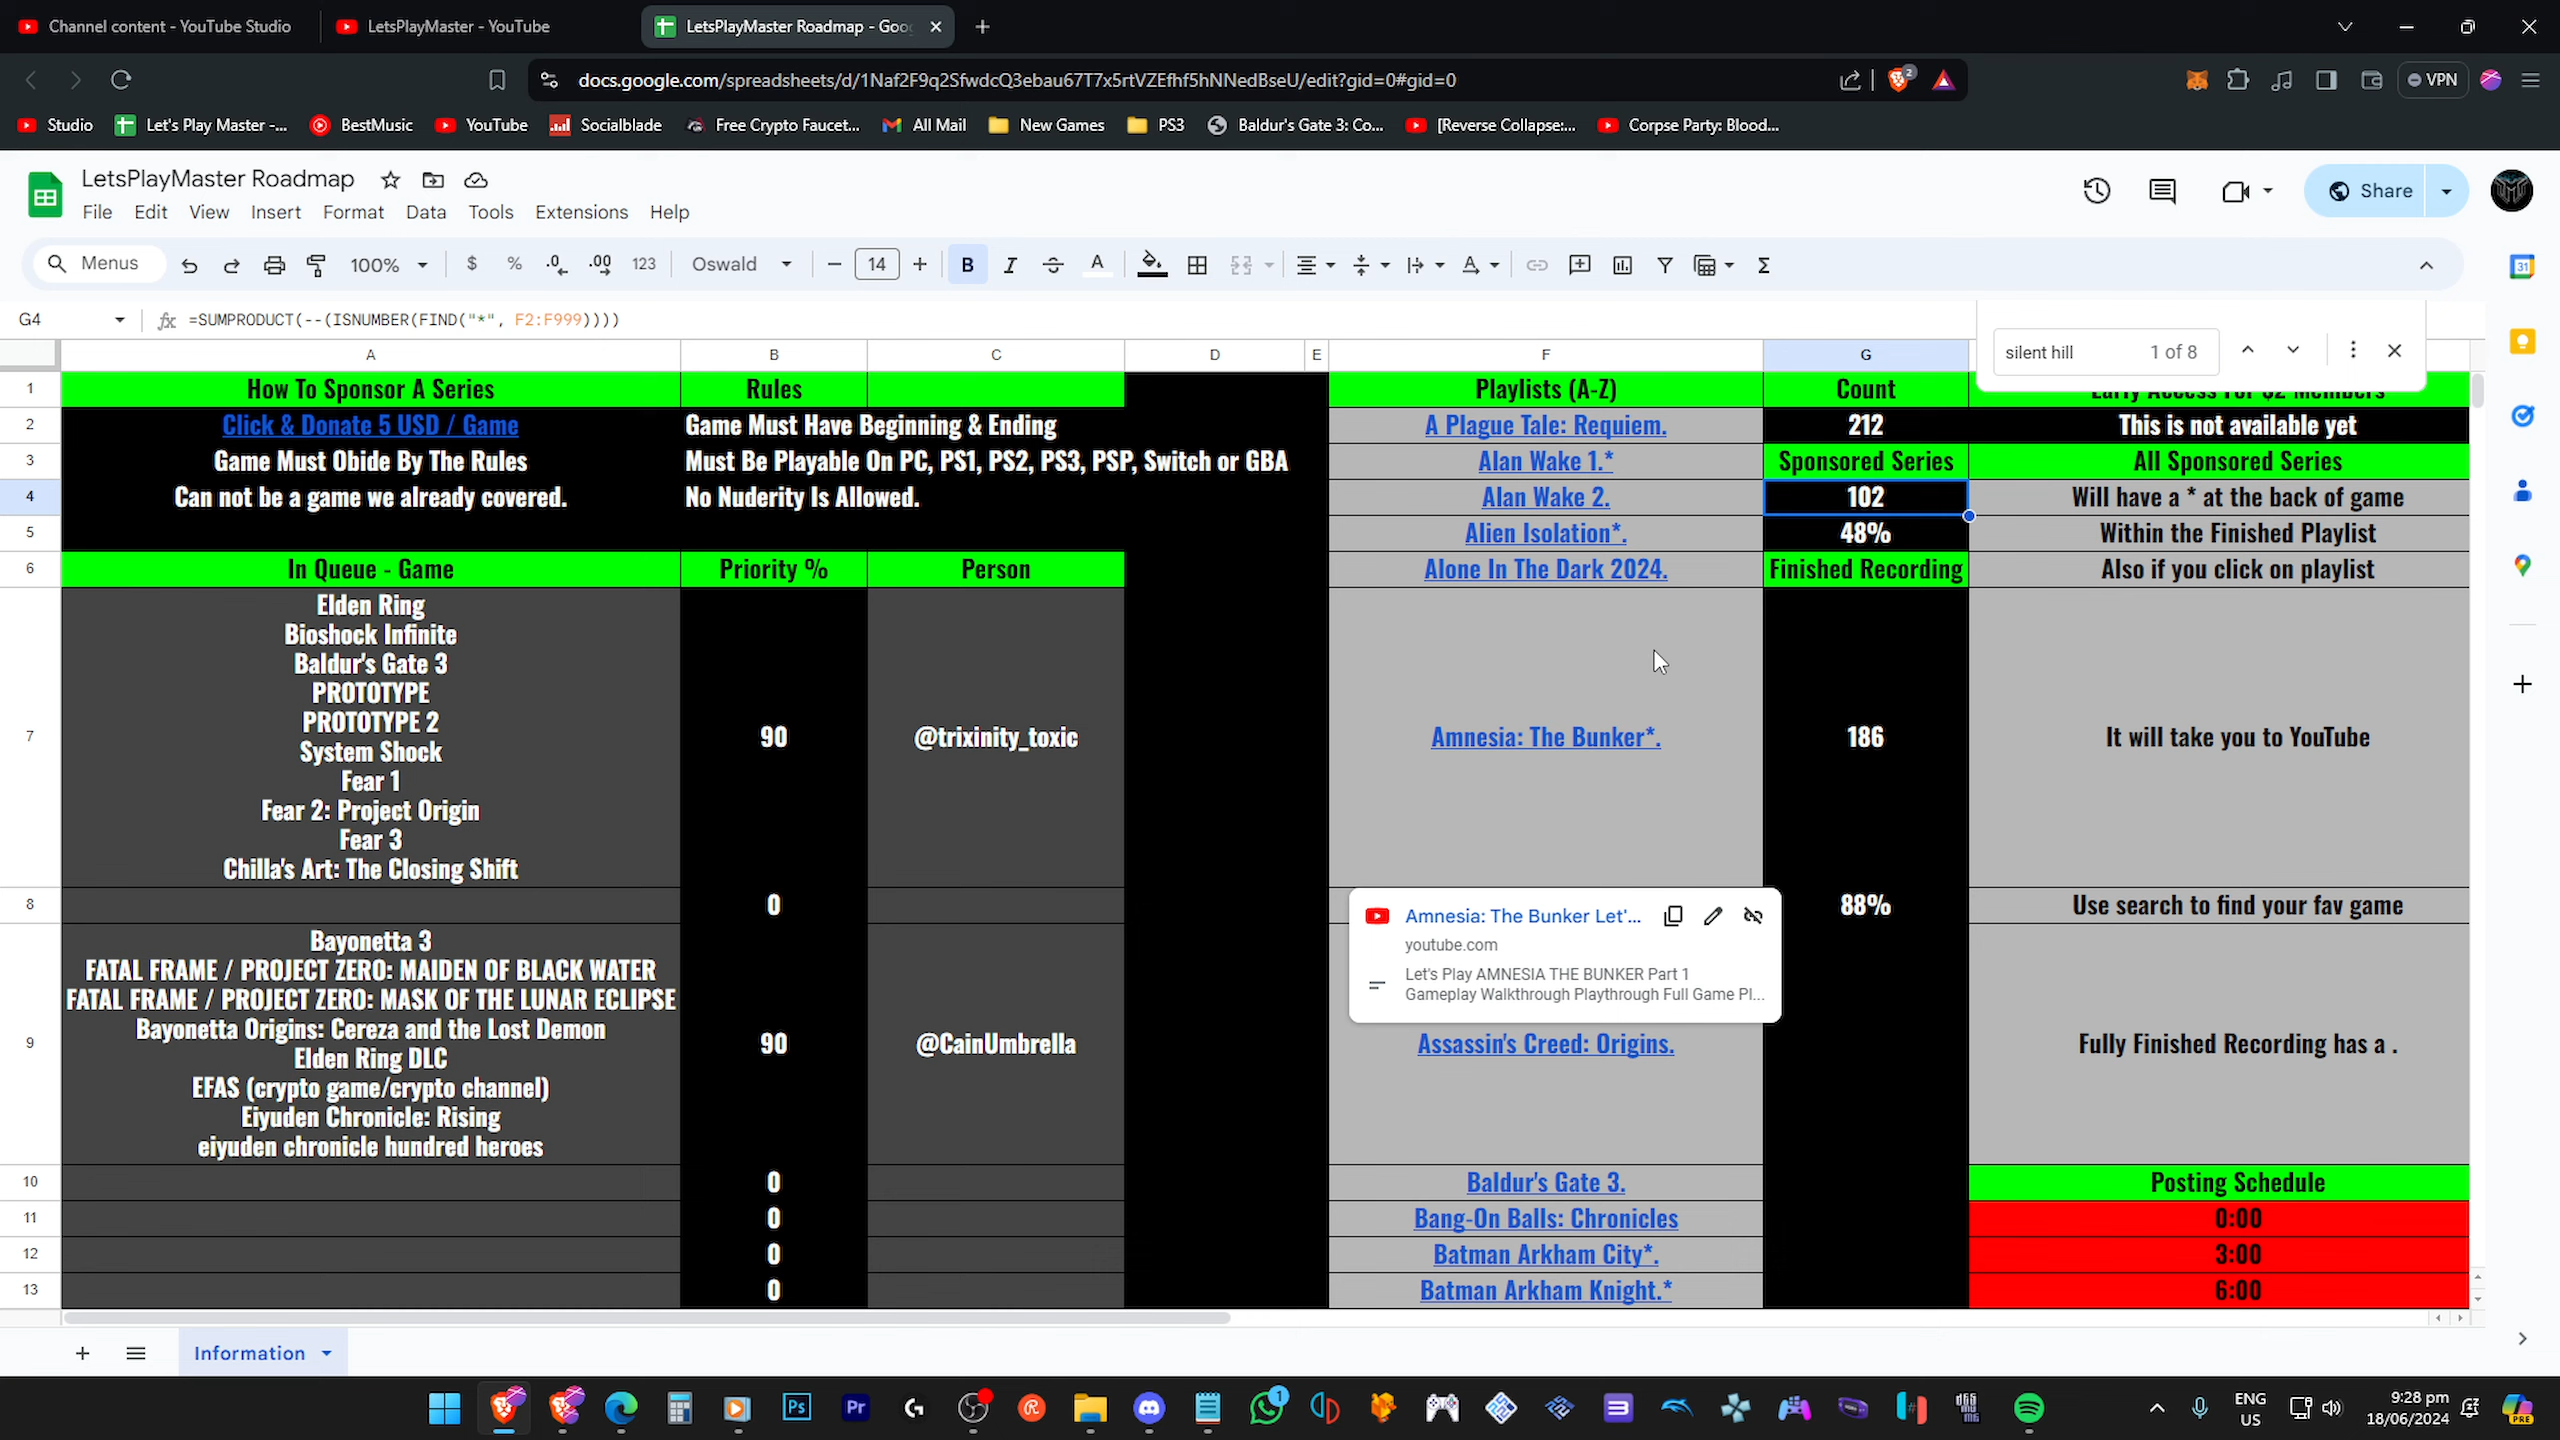 Channel content - YouTube Studio
LetsPlayMaster - YouTube
LetsPlayMaster Roadmap - Goo
docs.google.com/spreadsheets/d/1Naf2F9q2SfwdcQ3ebau67T7x5rtVZEfhf5hNNedBseU/edit?gid=0#gid=0
2
VPN
Studio
Let's Play Master -...
BestMusic
YouTube
Socialblade
Free Crypto Faucet...
All Mail
New Games
PS3
Baldur's Gate 3: Co...
[Reverse Collapse:...
Corpse Party: Blood...
LetsPlayMaster Roadmap
Share
File Edit View Insert Format Data Tools Extensions Help
Menus
100%
$ % .0 .00 123
Oswald
14
B I A
G4
fx =SUMPRODUCT(--(ISNUMBER(FIND("*", F2:F999))))
silent hill 1 of 8
A B C D E F G
1 How To Sponsor A Series Rules Playlists (A-Z) Count Early Access For $2 Members
2 Click & Donate 5 USD / Game Game Must Have Beginning & Ending A Plague Tale: Requiem. 212 This is not available yet
3 Game Must Obide By The Rules Must Be Playable On PC, PS1, PS2, PS3, PSP, Switch or GBA Alan Wake 1.* Sponsored Series All Sponsored Series
4 Can not be a game we already covered. No Nuderity Is Allowed. Alan Wake 2. 102 Will have a * at the back of game
5 Alien Isolation*. 48% Within the Finished Playlist
6 In Queue - Game Priority % Person Alone In The Dark 2024. Finished Recording Also if you click on playlist
Elden Ring
Bioshock Infinite
Baldur's Gate 3
PROTOTYPE
PROTOTYPE 2
7 System Shock 90 @trixinity_toxic Amnesia: The Bunker*. 186 It will take you to YouTube
Fear 1
Fear 2: Project Origin
Fear 3
Chilla's Art: The Closing Shift
8 0 88% Use search to find your fav game
Amnesia: The Bunker Let'...
youtube.com
Let's Play AMNESIA THE BUNKER Part 1
Gameplay Walkthrough Playthrough Full Game Pl...
Bayonetta 3
FATAL FRAME / PROJECT ZERO: MAIDEN OF BLACK WATER
FATAL FRAME / PROJECT ZERO: MASK OF THE LUNAR ECLIPSE
Bayonetta Origins: Cereza and the Lost Demon
9 Elden Ring DLC 90 @CainUmbrella Assassin's Creed: Origins. Fully Finished Recording has a .
EFAS (crypto game/crypto channel)
Eiyuden Chronicle: Rising
eiyuden chronicle hundred heroes
10 0 Baldur's Gate 3. Posting Schedule
11 0 Bang-On Balls: Chronicles 0:00
12 0 Batman Arkham City*. 3:00
13 0 Batman Arkham Knight.* 6:00
Information
31
Ps
Pr
1
ENG
US
9:28 pm
18/06/2024
PRE